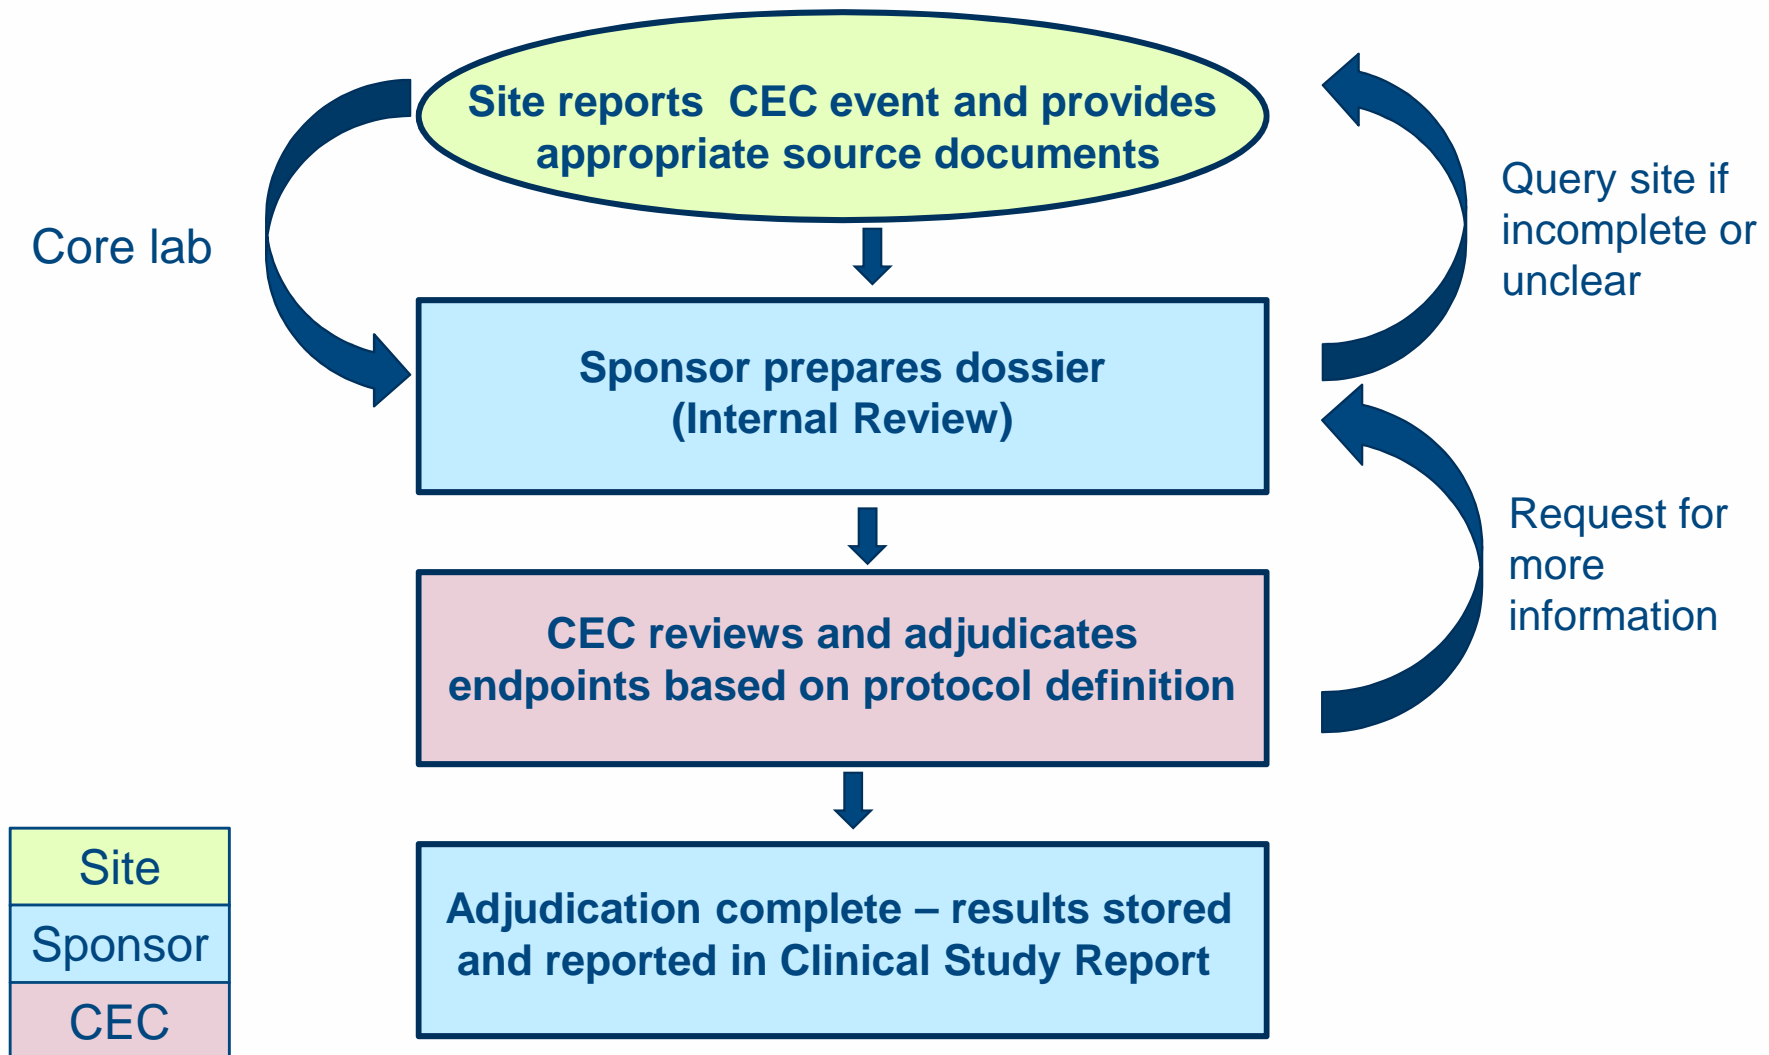 Site reports  CEC event and provides
appropriate source documents
Core lab
Query site if
incomplete or
unclear
Sponsor prepares dossier
(Internal Review)
Request for
more
information
CEC reviews and adjudicates
endpoints based on protocol definition
Adjudication complete – results stored
and reported in Clinical Study Report
Site
Sponsor
CEC